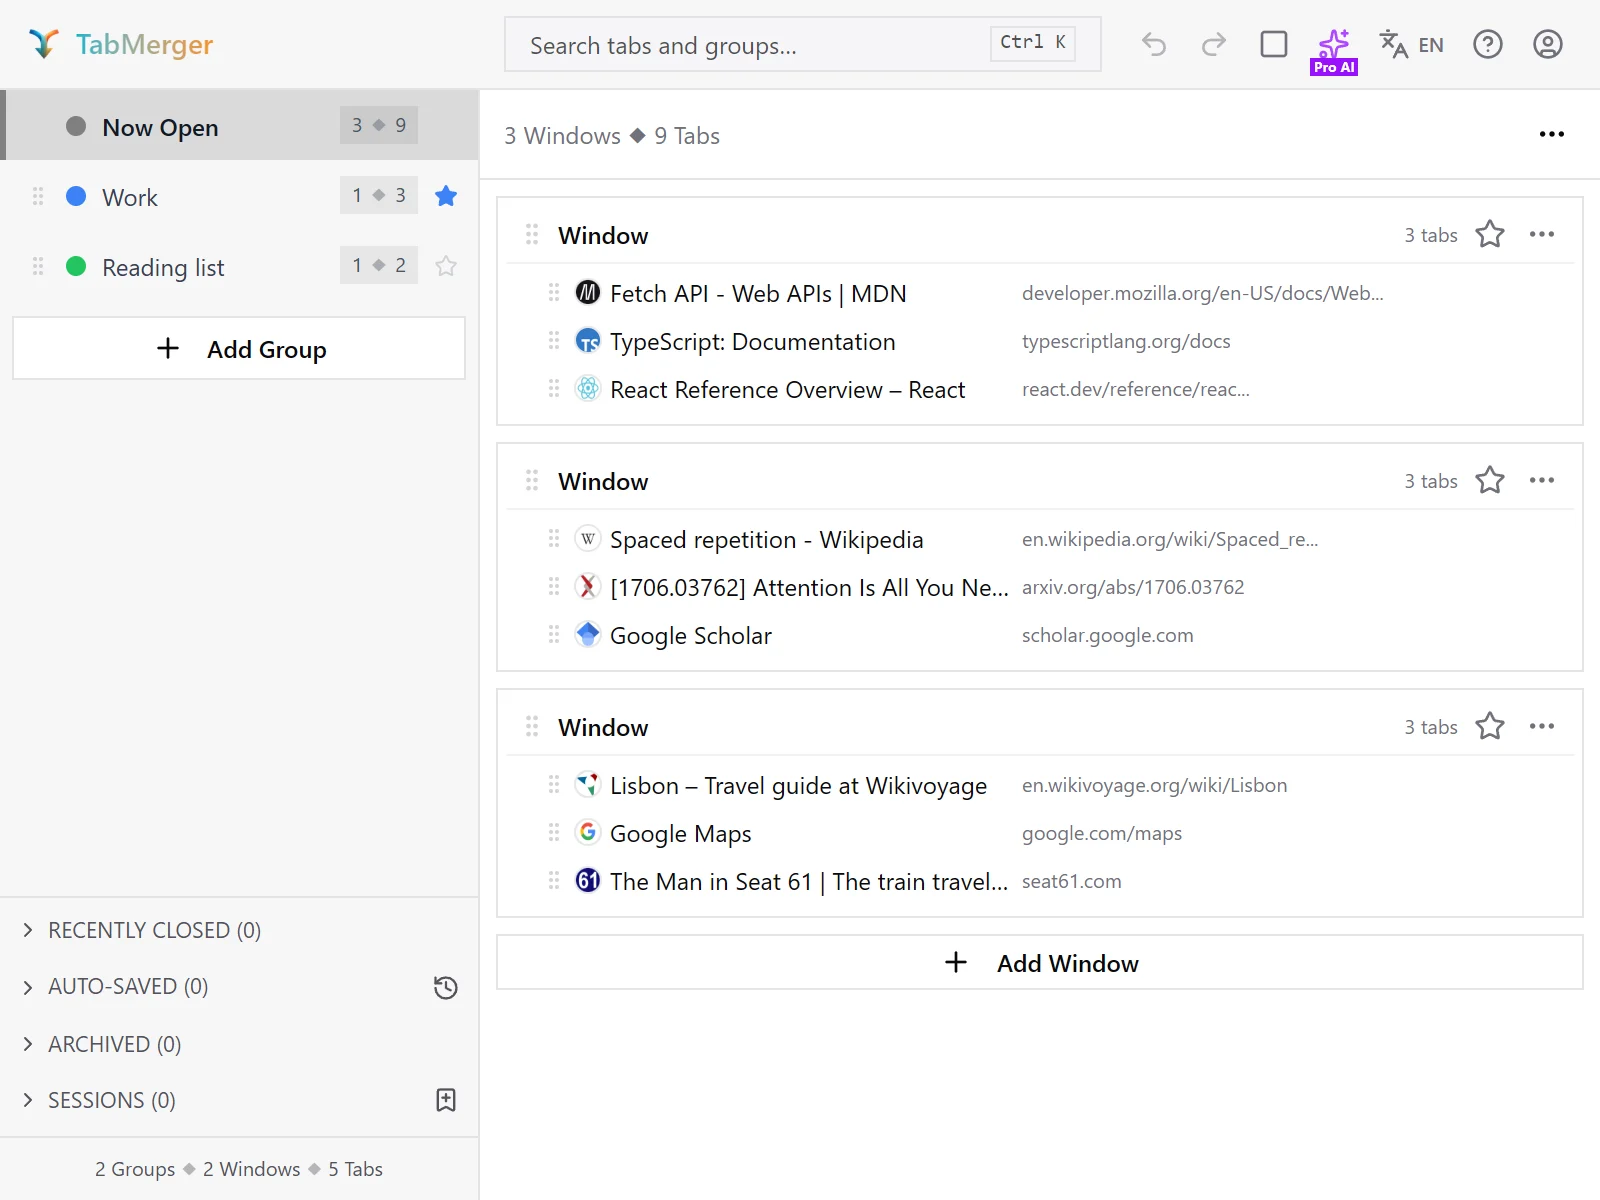 TabMerger
Search tabs and groups... Ctrl K
Pro AI
EN
Now Open 3 ◆ 9
Work 1 ◆ 3
Reading list 1 ◆ 2
+ Add Group
RECENTLY CLOSED (0)
AUTO-SAVED (0)
ARCHIVED (0)
SESSIONS (0)
2 Groups ◆ 2 Windows ◆ 5 Tabs
3 Windows ◆ 9 Tabs
Window 3 tabs
Fetch API - Web APIs | MDN developer.mozilla.org/en-US/docs/Web...
TypeScript: Documentation typescriptlang.org/docs
React Reference Overview – React react.dev/reference/reac...
Window 3 tabs
Spaced repetition - Wikipedia en.wikipedia.org/wiki/Spaced_re...
[1706.03762] Attention Is All You Ne... arxiv.org/abs/1706.03762
Google Scholar scholar.google.com
Window 3 tabs
Lisbon – Travel guide at Wikivoyage en.wikivoyage.org/wiki/Lisbon
Google Maps google.com/maps
The Man in Seat 61 | The train travel... seat61.com
+ Add Window